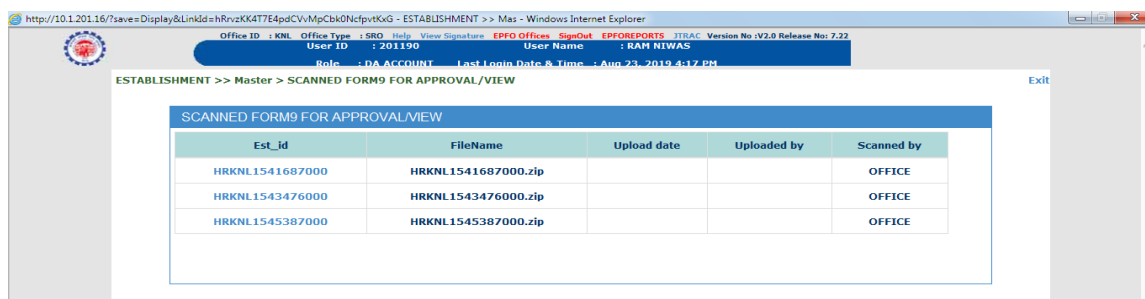 http://10.1.201.16/?save=Display&LinkId=hRrvzKK4T7E4pdCVvMpCbk0NcfpvtKxG - ESTABLISHMENT >> Mas - Windows Internet Explorer
Office ID : KNL Office Type : SRO Help View Signature EPFO Offices SignOut EPFOREPORTS JTRAC Version No :V2.0 Release No: 7.22
User ID : 201190 User Name : RAM NIWAS
Role : DA ACCOUNT Last Login Date & Time : Aug 23, 2019 4:17 PM
ESTABLISHMENT >> Master > SCANNED FORM9 FOR APPROVAL/VIEW Exit
SCANNED FORM9 FOR APPROVAL/VIEW
Est_id FileName Upload date Uploaded by Scanned by
HRKNL1541687000 HRKNL1541687000.zip OFFICE
HRKNL1543476000 HRKNL1543476000.zip OFFICE
HRKNL1545387000 HRKNL1545387000.zip OFFICE